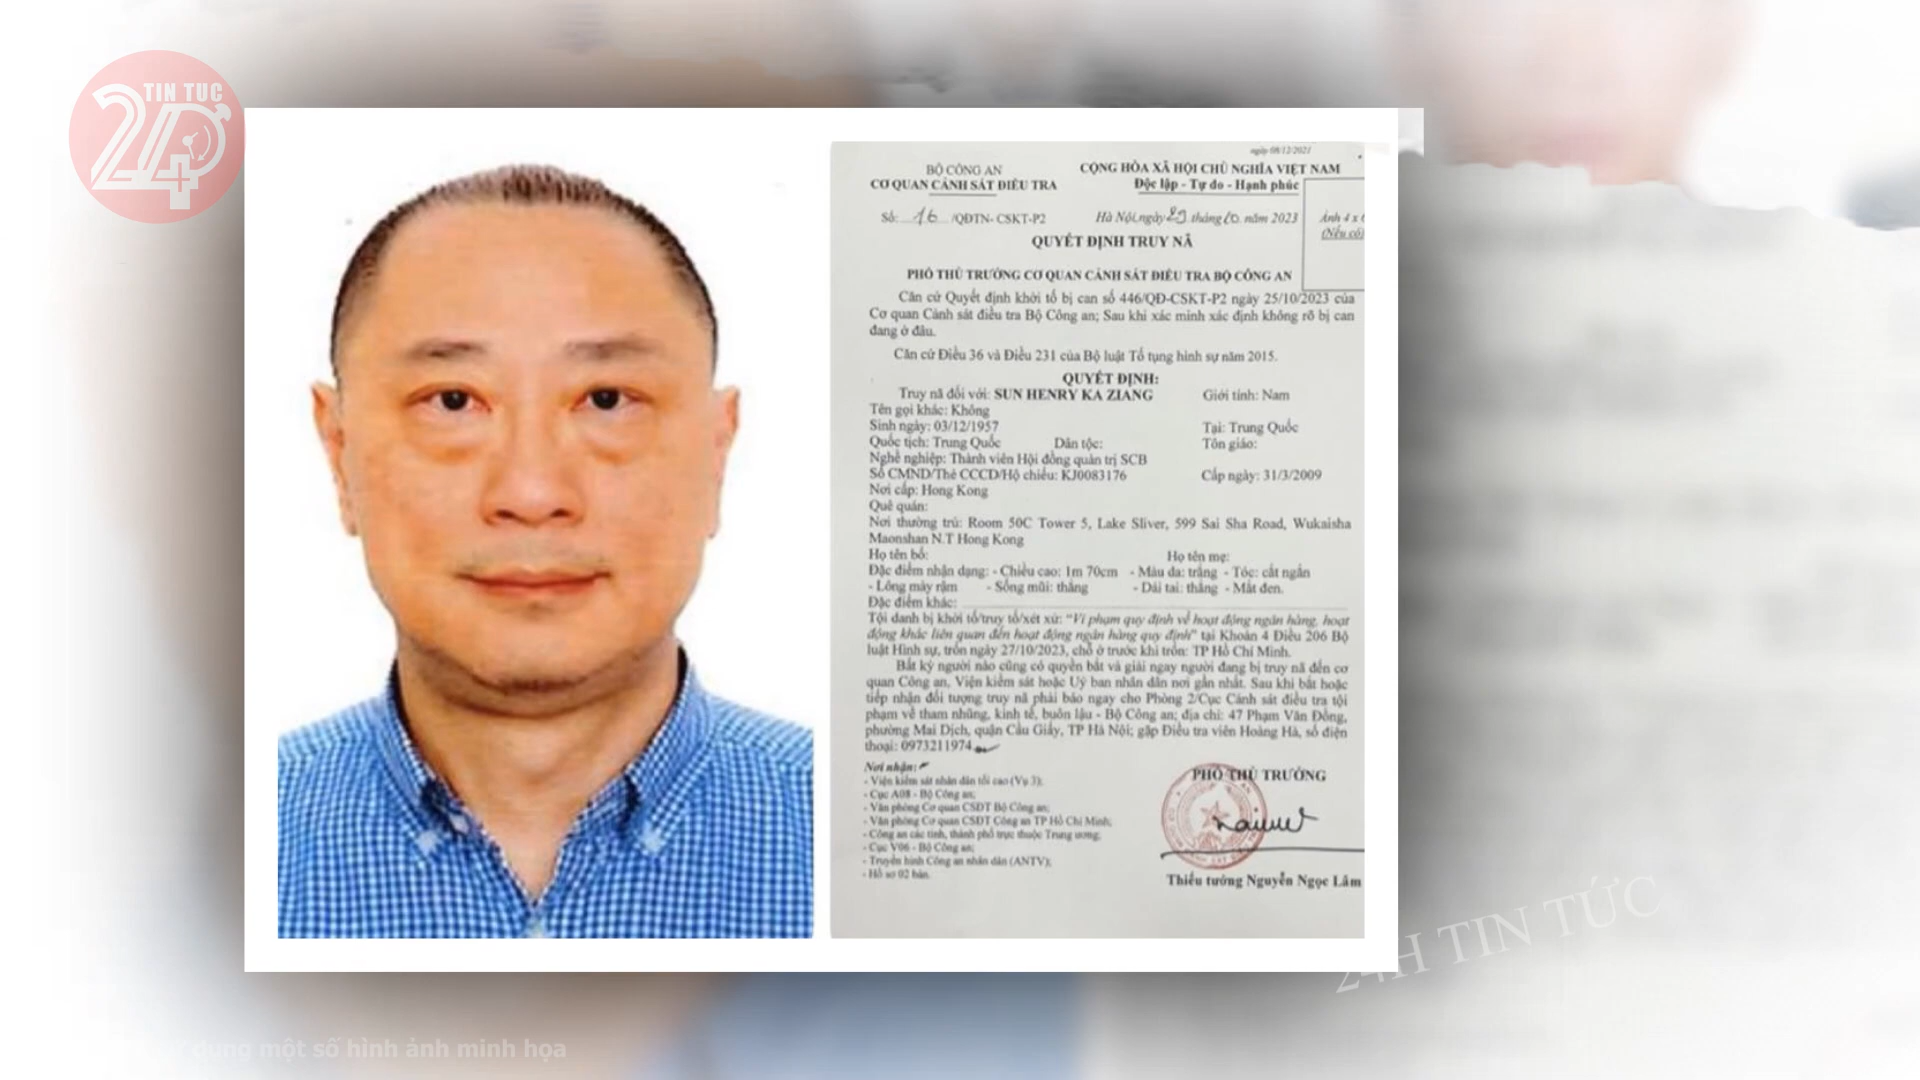 TIN TỨC
24
ngày 08/12/2021
BỘ CÔNG AN
CƠ QUAN CẢNH SÁT ĐIỀU TRA
CỘNG HÒA XÃ HỘI CHỦ NGHĨA VIỆT NAM
Độc lập - Tự do - Hạnh phúc
Số: 16 /QĐTN- CSKT-P2
Hà Nội, ngày 29 tháng 10 năm 2023
Ảnh 4 x
(Nếu có)
QUYẾT ĐỊNH TRUY NÃ
PHÓ THỦ TRƯỞNG CƠ QUAN CẢNH SÁT ĐIỀU TRA BỘ CÔNG AN
Căn cứ Quyết định khởi tố bị can số 446/QĐ-CSKT-P2 ngày 25/10/2023 của
Cơ quan Cảnh sát điều tra Bộ Công an; Sau khi xác minh xác định không rõ bị can
đang ở đâu.
Căn cứ Điều 36 và Điều 231 của Bộ luật Tố tụng hình sự năm 2015.
QUYẾT ĐỊNH:
Truy nã đối với: SUN HENRY KA ZIANG Giới tính: Nam
Tên gọi khác: Không
Sinh ngày: 03/12/1957 Tại: Trung Quốc
Quốc tịch: Trung Quốc Dân tộc: Tôn giáo:
Nghề nghiệp: Thành viên Hội đồng quản trị SCB
Số CMND/Thẻ CCCD/Hộ chiếu: KJ0083176 Cấp ngày: 31/3/2009
Nơi cấp: Hong Kong
Quê quán:
Nơi thường trú: Room 50C Tower 5, Lake Sliver, 599 Sai Sha Road, Wukaisha
Maonshan N.T Hong Kong
Họ tên bố: Họ tên mẹ:
Đặc điểm nhận dạng: - Chiều cao: 1m 70cm - Màu da: trắng - Tóc: cắt ngắn
- Lông mày rậm - Sống mũi: thẳng - Dái tai: thẳng - Mắt đen.
Đặc điểm khác:
Tội danh bị khởi tố/truy tố/xét xử: "Vi phạm quy định về hoạt động ngân hàng, hoạt
động khác liên quan đến hoạt động ngân hàng quy định" tại Khoản 4 Điều 206 Bộ
luật Hình sự, trốn ngày 27/10/2023, chỗ ở trước khi trốn: TP Hồ Chí Minh.
Bất kỳ người nào cũng có quyền bắt và giải ngay người đang bị truy nã đến cơ
quan Công an, Viện kiểm sát hoặc Uỷ ban nhân dân nơi gần nhất. Sau khi bắt hoặc
tiếp nhận đối tượng truy nã phải báo ngay cho Phòng 2/Cục Cảnh sát điều tra tội
phạm về tham nhũng, kinh tế, buôn lậu - Bộ Công an; địa chỉ: 47 Phạm Văn Đồng,
phường Mai Dịch, quận Cầu Giấy, TP Hà Nội; gặp Điều tra viên Hoàng Hà, số điện
thoại: 0973211974
Nơi nhận:
- Viện kiểm sát nhân dân tối cao (Vụ 3);
- Cục A08 - Bộ Công an;
- Văn phòng Cơ quan CSĐT Bộ Công an;
- Văn phòng Cơ quan CSĐT Công an TP Hồ Chí Minh;
- Công an các tỉnh, thành phố trực thuộc Trung ương;
- Cục V06 - Bộ Công an;
- Truyền hình Công an nhân dân (ANTV);
- Hồ sơ 02 bản.
PHÓ THỦ TRƯỞNG
Thiếu tướng Nguyễn Ngọc Lâm
24H TIN TỨC
dụng một số hình ảnh minh họa